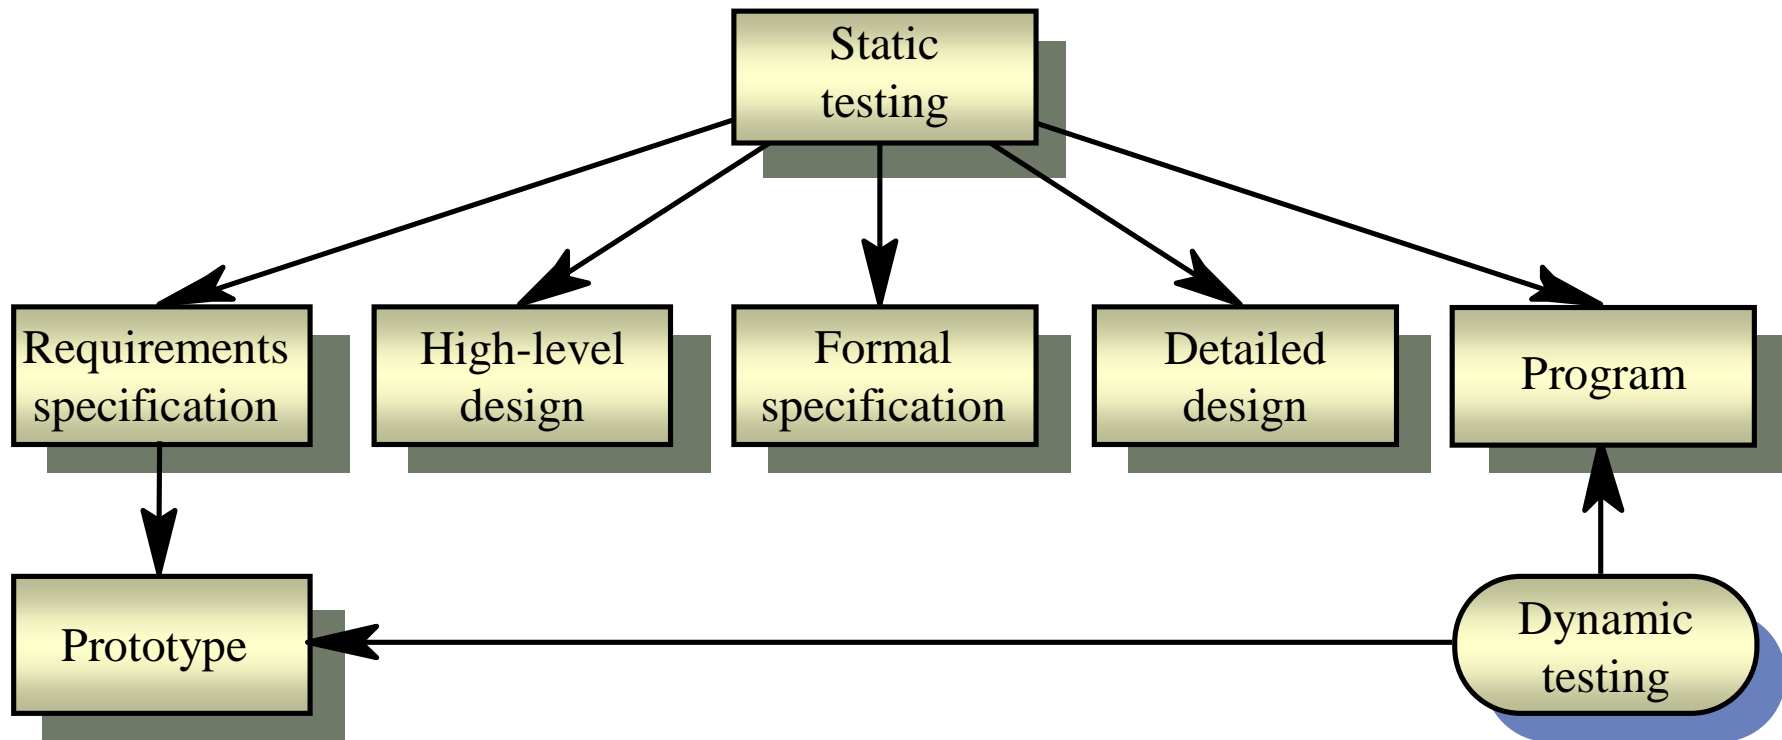 Static
testing
Requirements
specification
High-level
design
Formal
specification
Detailed
design
Program
Prototype
Dynamic
testing